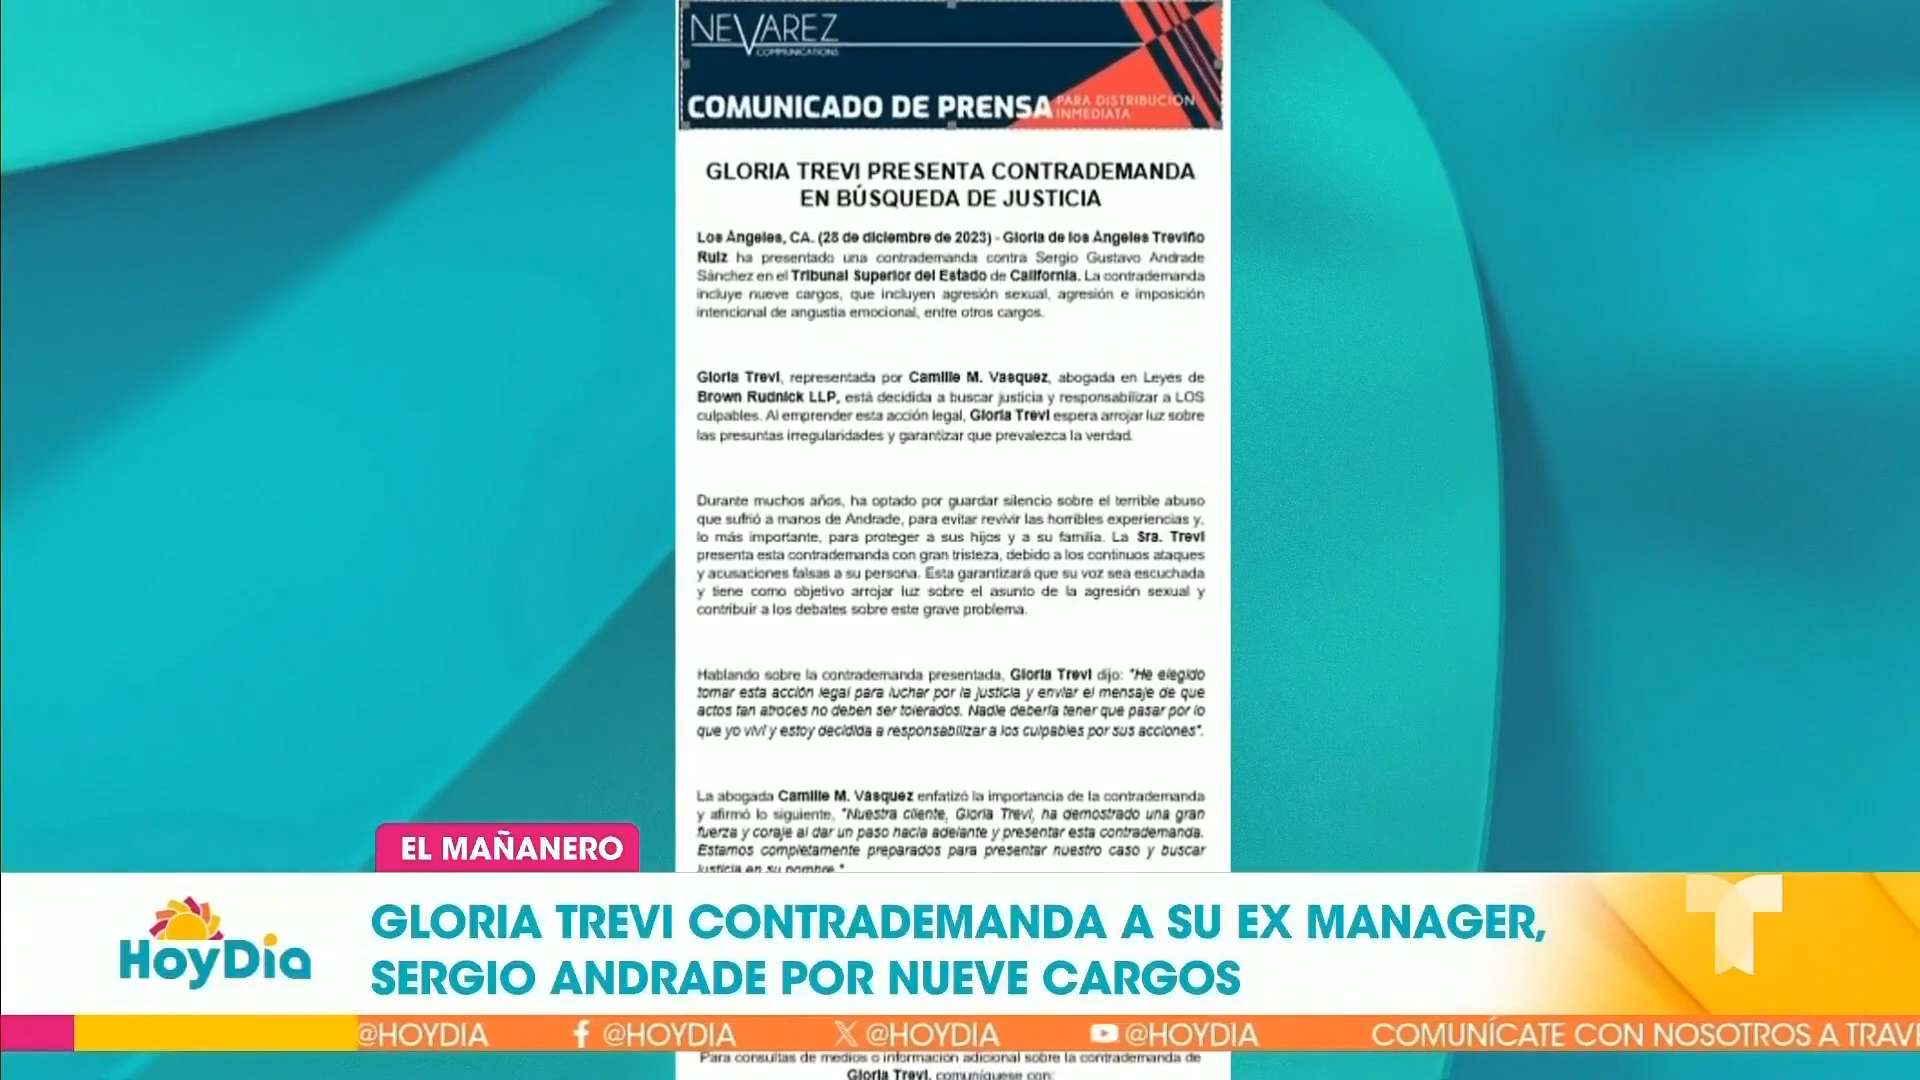 NEVAREZ
COMMUNICATIONS
COMUNICADO DE PRENSA PARA DISTRIBUCIÓN
INMEDIATA
GLORIA TREVI PRESENTA CONTRADEMANDA
EN BÚSQUEDA DE JUSTICIA
Los Ángeles, CA. (28 de diciembre de 2023) - Gloria de los Ángeles Treviño
Ruiz ha presentado una contrademanda contra Sergio Gustavo Andrade
Sánchez en el Tribunal Superior del Estado de California. La contrademanda
incluye nueve cargos, que incluyen agresión sexual, agresión e imposición
intencional de angustia emocional, entre otros cargos.
Gloria Trevi, representada por Camille M. Vasquez, abogada en Leyes de
Brown Rudnick LLP, está decidida a buscar justicia y responsabilizar a LOS
culpables. Al emprender esta acción legal, Gloria Trevi espera arrojar luz sobre
las presuntas irregularidades y garantizar que prevalezca la verdad.
Durante muchos años, ha optado por guardar silencio sobre el terrible abuso
que sufrió a manos de Andrade, para evitar revivir las horribles experiencias y,
lo más importante, para proteger a sus hijos y a su familia. La Sra. Trevi
presenta esta contrademanda con gran tristeza, debido a los continuos ataques
y acusaciones falsas a su persona. Esta garantizará que su voz sea escuchada
y tiene como objetivo arrojar luz sobre el asunto de la agresión sexual y
contribuir a los debates sobre este grave problema.
Hablando sobre la contrademanda presentada, Gloria Trevi dijo: "He elegido
tomar esta acción legal para luchar por la justicia y enviar el mensaje de que
actos tan atroces no deben ser tolerados. Nadie debería tener que pasar por lo
que yo viví y estoy decidida a responsabilizar a los culpables por sus acciones".
La abogada Camille M. Vásquez enfatizó la importancia de la contrademanda
y afirmó lo siguiente, "Nuestra cliente, Gloria Trevi, ha demostrado una gran
fuerza y coraje al dar un paso hacia adelante y presentar esta contrademanda.
Estamos completamente preparados para presentar nuestro caso y buscar
justicia en su nombre."
EL MAÑANERO
HoyDía
GLORIA TREVI CONTRADEMANDA A SU EX MANAGER,
SERGIO ANDRADE POR NUEVE CARGOS
@HOYDIA @HOYDIA @HOYDIA @HOYDIA COMUNÍCATE CON NOSOTROS A TRAVE
Para consultas de medios o información adicional sobre la contrademanda de
Gloria Trevi, comuníquese con: